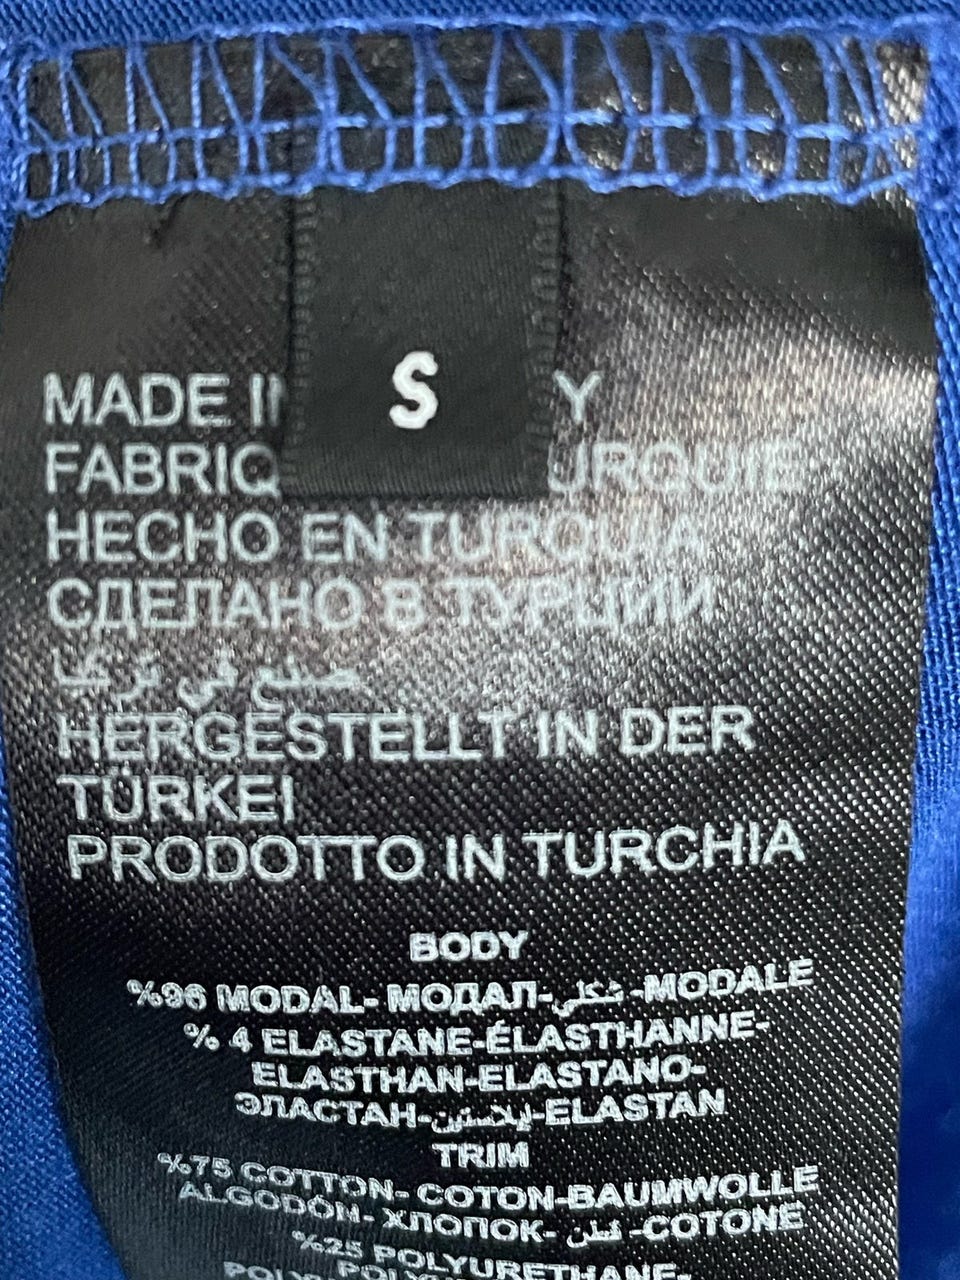 S
MADE IN Y
FABRIQ URQUIE
HECHO EN TURQUIA
СДЕЛАНО В ТУРЦИИ
صنع في تركيا
HERGESTELLT IN DER
TÜRKEI
PRODOTTO IN TURCHIA
BODY
%96 MODAL- МОДАЛ-شكلي-MODALE
% 4 ELASTANE-ÉLASTHANNE-
ELASTHAN-ELASTANO-
ЭЛАСТАН-ELASTAN
TRIM
%75 COTTON- COTON-BAUMWOLLE
ALGODÓN- ХЛОПОК- قطن -COTONE
%25 POLYURETHANE-